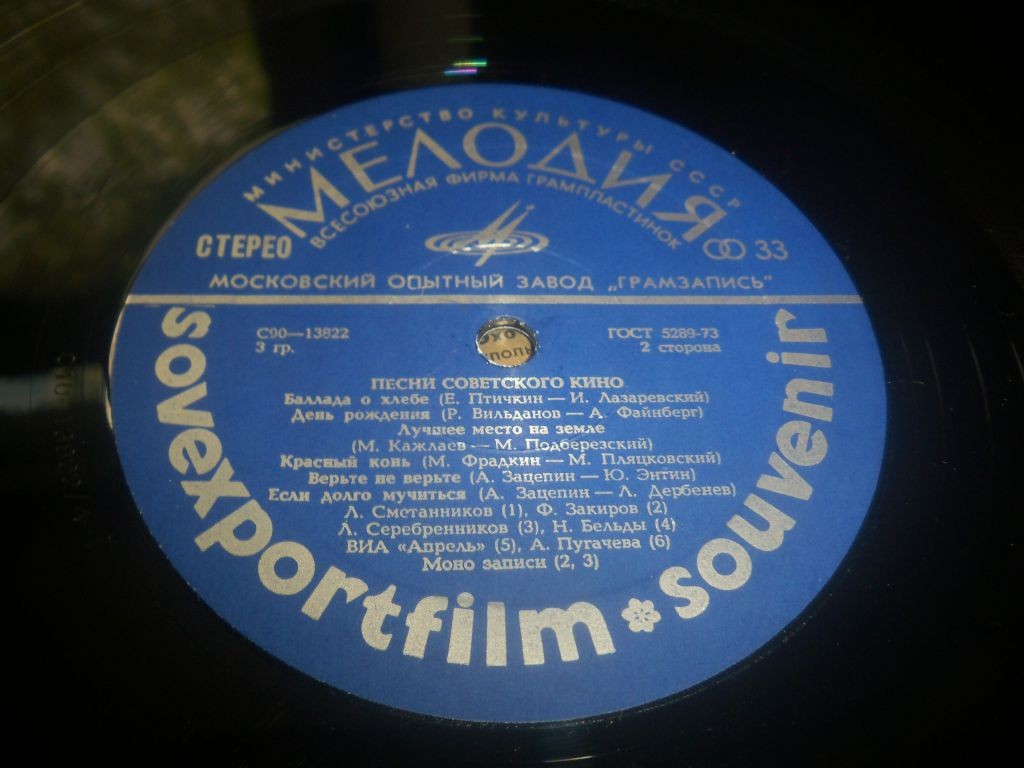 МИНИСТЕРСТВО КУЛЬТУРЫ СССР
МЕЛОДИЯ
ВСЕСОЮЗНАЯ ФИРМА ГРАМПЛАСТИНОК
СТЕРЕО
33
МОСКОВСКИЙ ОПЫТНЫЙ ЗАВОД „ГРАМЗАПИСЬ"
С90—13822
ГОСТ 5289-73
3 гр.
2 сторона
ПЕСНИ СОВЕТСКОГО КИНО
Баллада о хлебе (Е. Птичкин — И. Лазаревский)
День рождения (Р. Вильданов — А. Файнберг)
Лучшее место на земле
(М. Кажлаев — М. Подберезский)
Красный конь (М. Фрадкин — М. Пляцковский)
Верьте не верьте (А. Зацепин — Ю. Энтин)
Если долго мучиться (А. Зацепин — Л. Дербенев)
Л. Сметанников (1), Ф. Закиров (2)
Л. Серебренников (3), Н. Бельды (4)
ВИА «Апрель» (5), А. Пугачева (6)
Моно записи (2, 3)
sovexportfilm souvenir